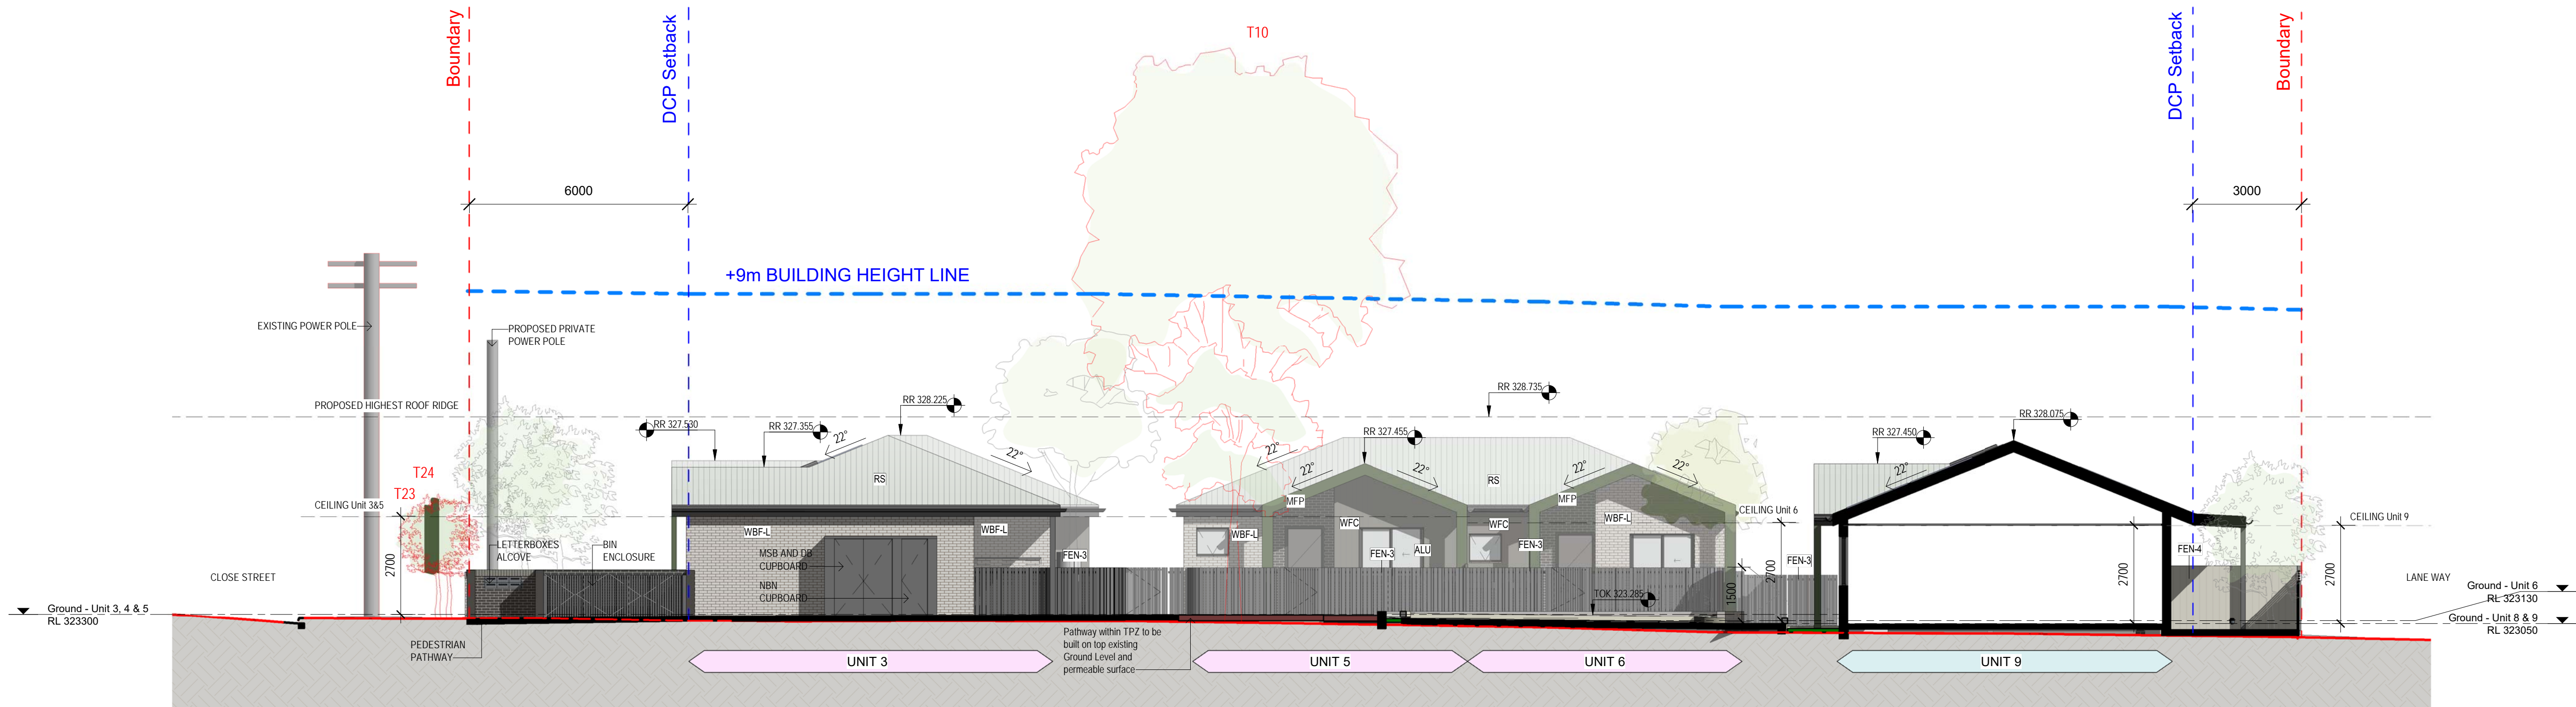 Boundary
DCP Setback
T10
DCP Setback
Boundary
6000
3000
+9m BUILDING HEIGHT LINE
EXISTING POWER POLE
PROPOSED PRIVATE
POWER POLE
PROPOSED HIGHEST ROOF RIDGE
RR 327.530
RR 327.355
RR 328.225
RR 327.455
RR 328.735
RR 327.450
RR 328.075
22°
22°
22°
22°
22°
22°
22°
22°
RS
RS
T24
T23
CEILING Unit 3&5
MFP
MFP
CEILING Unit 6
CEILING Unit 9
WBF-L
WBF-L
WBF-L
WFC
WFC
WBF-L
LETTERBOXES
ALCOVE
BIN
ENCLOSURE
MSB AND DB
CUPBOARD
NBN
CUPBOARD
FEN-3
FEN-3
ALU
FEN-3
FEN-3
FEN-4
2700
1500
2700
2700
2700
CLOSE STREET
LANE WAY
TOK 323.285
Ground - Unit 3, 4 & 5
RL 323300
Ground - Unit 6
RL 323130
Ground - Unit 8 & 9
RL 323050
PEDESTRIAN
PATHWAY
Pathway within TPZ to be
built on top existing
Ground Level and
permeable surface
UNIT 3
UNIT 5
UNIT 6
UNIT 9